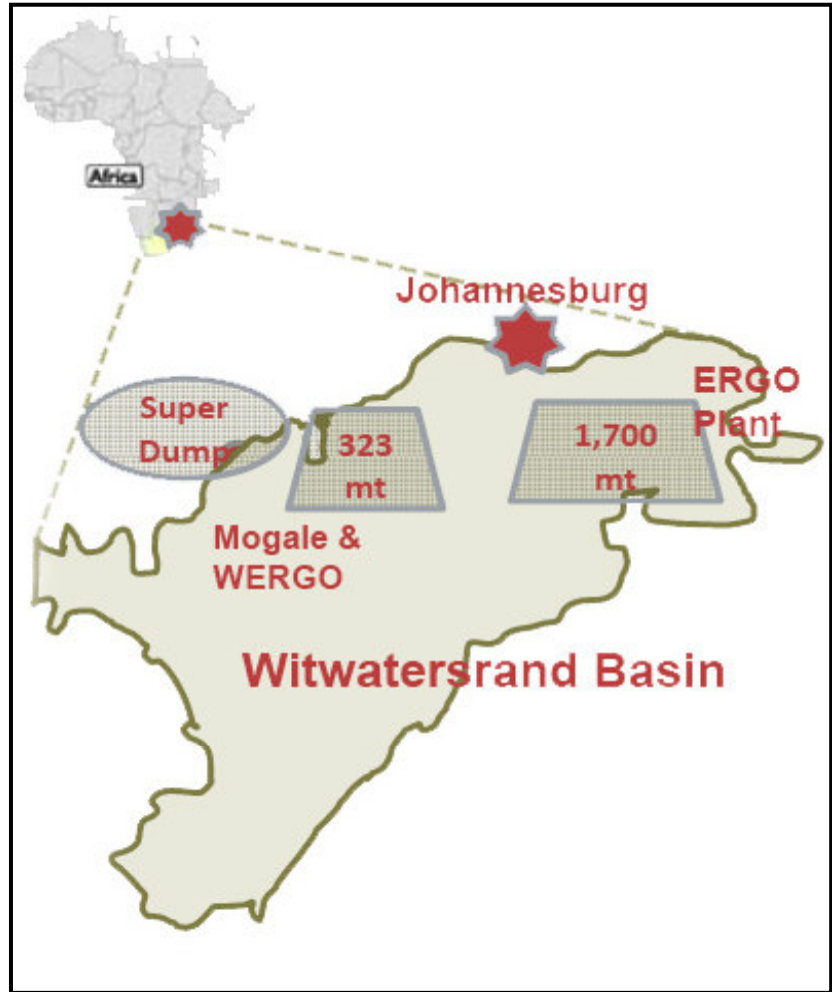 Africa
Johannesburg
ERGO
Plant
Super
Dump
323
mt
1,700
mt
Mogale &
WERGO
Witwatersrand Basin